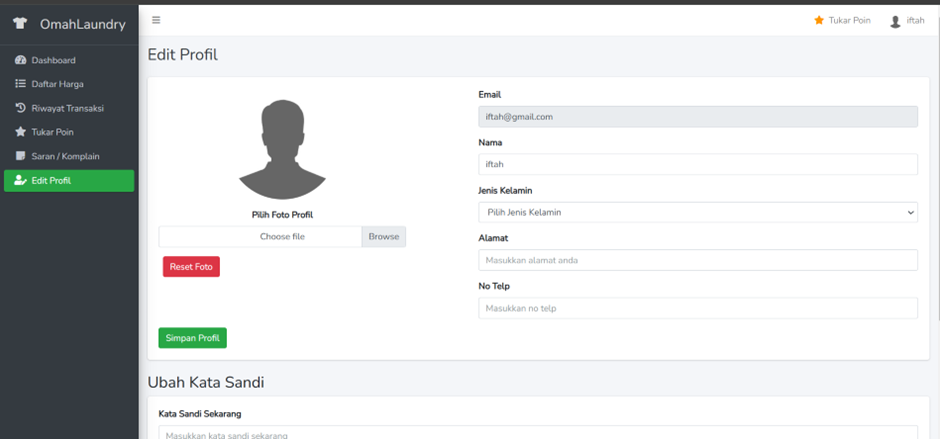 OmahLaundry
Tukar Poin
iftah
Dashboard
Daftar Harga
Riwayat Transaksi
Tukar Poin
Saran / Komplain
Edit Profil
Edit Profil
Pilih Foto Profil
Choose file
Browse
Reset Foto
Simpan Profil
Email
iftah@gmail.com
Nama
iftah
Jenis Kelamin
Pilih Jenis Kelamin
Alamat
Masukkan alamat anda
No Telp
Masukkan no telp
Ubah Kata Sandi
Kata Sandi Sekarang
Masukkan kata sandi sekarang